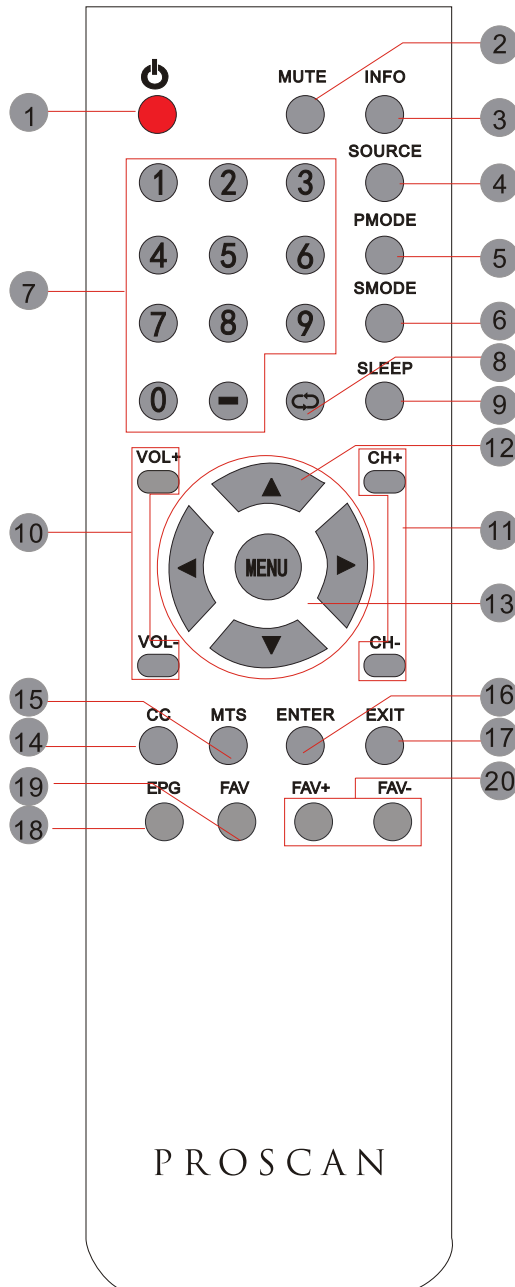 2
MUTE INFO
1
3
SOURCE
1 2 3
4
PMODE
4 5 6
5
7
SMODE
7 8 9
6
8
SLEEP
0 -
9
12
VOL+ CH+
10
11
MENU
13
VOL- CH-
15
16
CC MTS ENTER EXIT
14
17
19
20
EPG FAV FAV+ FAV-
18
PROSCAN